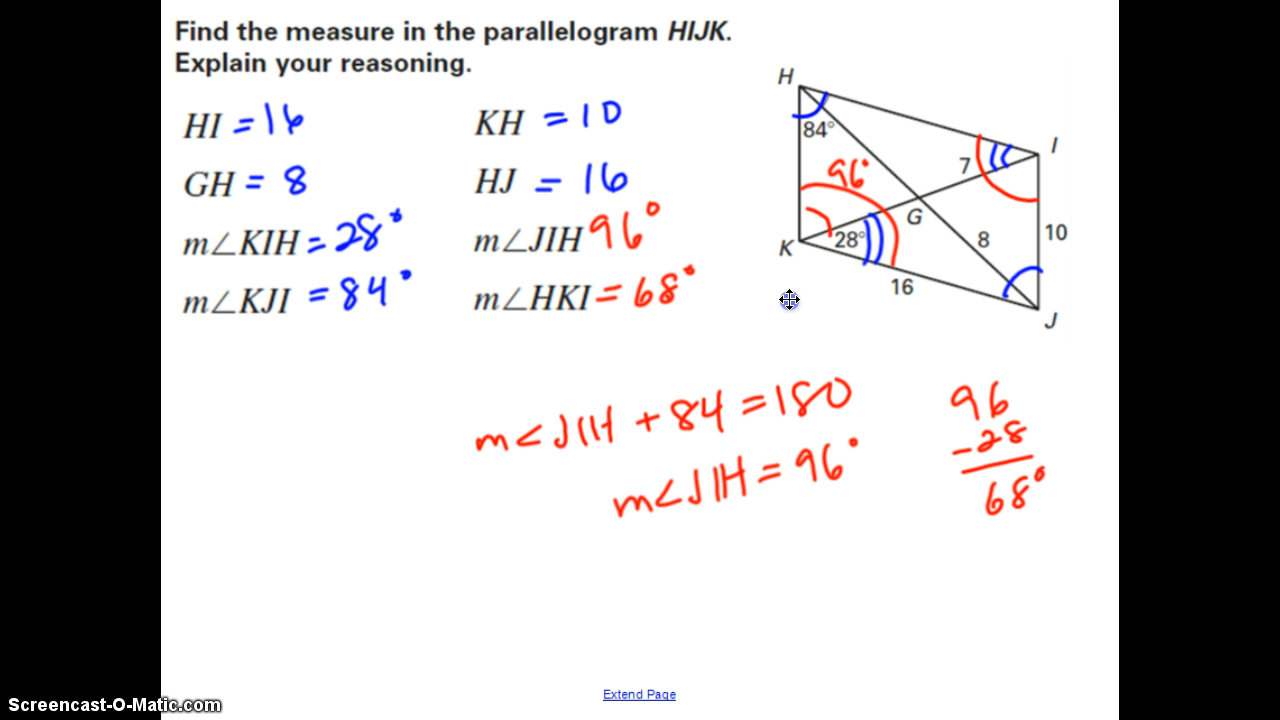 Find the measure in the parallelogram HIJK.
Explain your reasoning.
HI = 16
KH = 10
GH = 8
HJ = 16
m∠KIH = 28°
m∠JIH 96°
m∠KJI = 84°
m∠HKI = 68°
H
84°
I
7
96°
G
K
28°
8
10
16
J
m∠JIH + 84 = 180
m∠JIH = 96°
96
-28
68°
Extend Page
Screencast-O-Matic.com